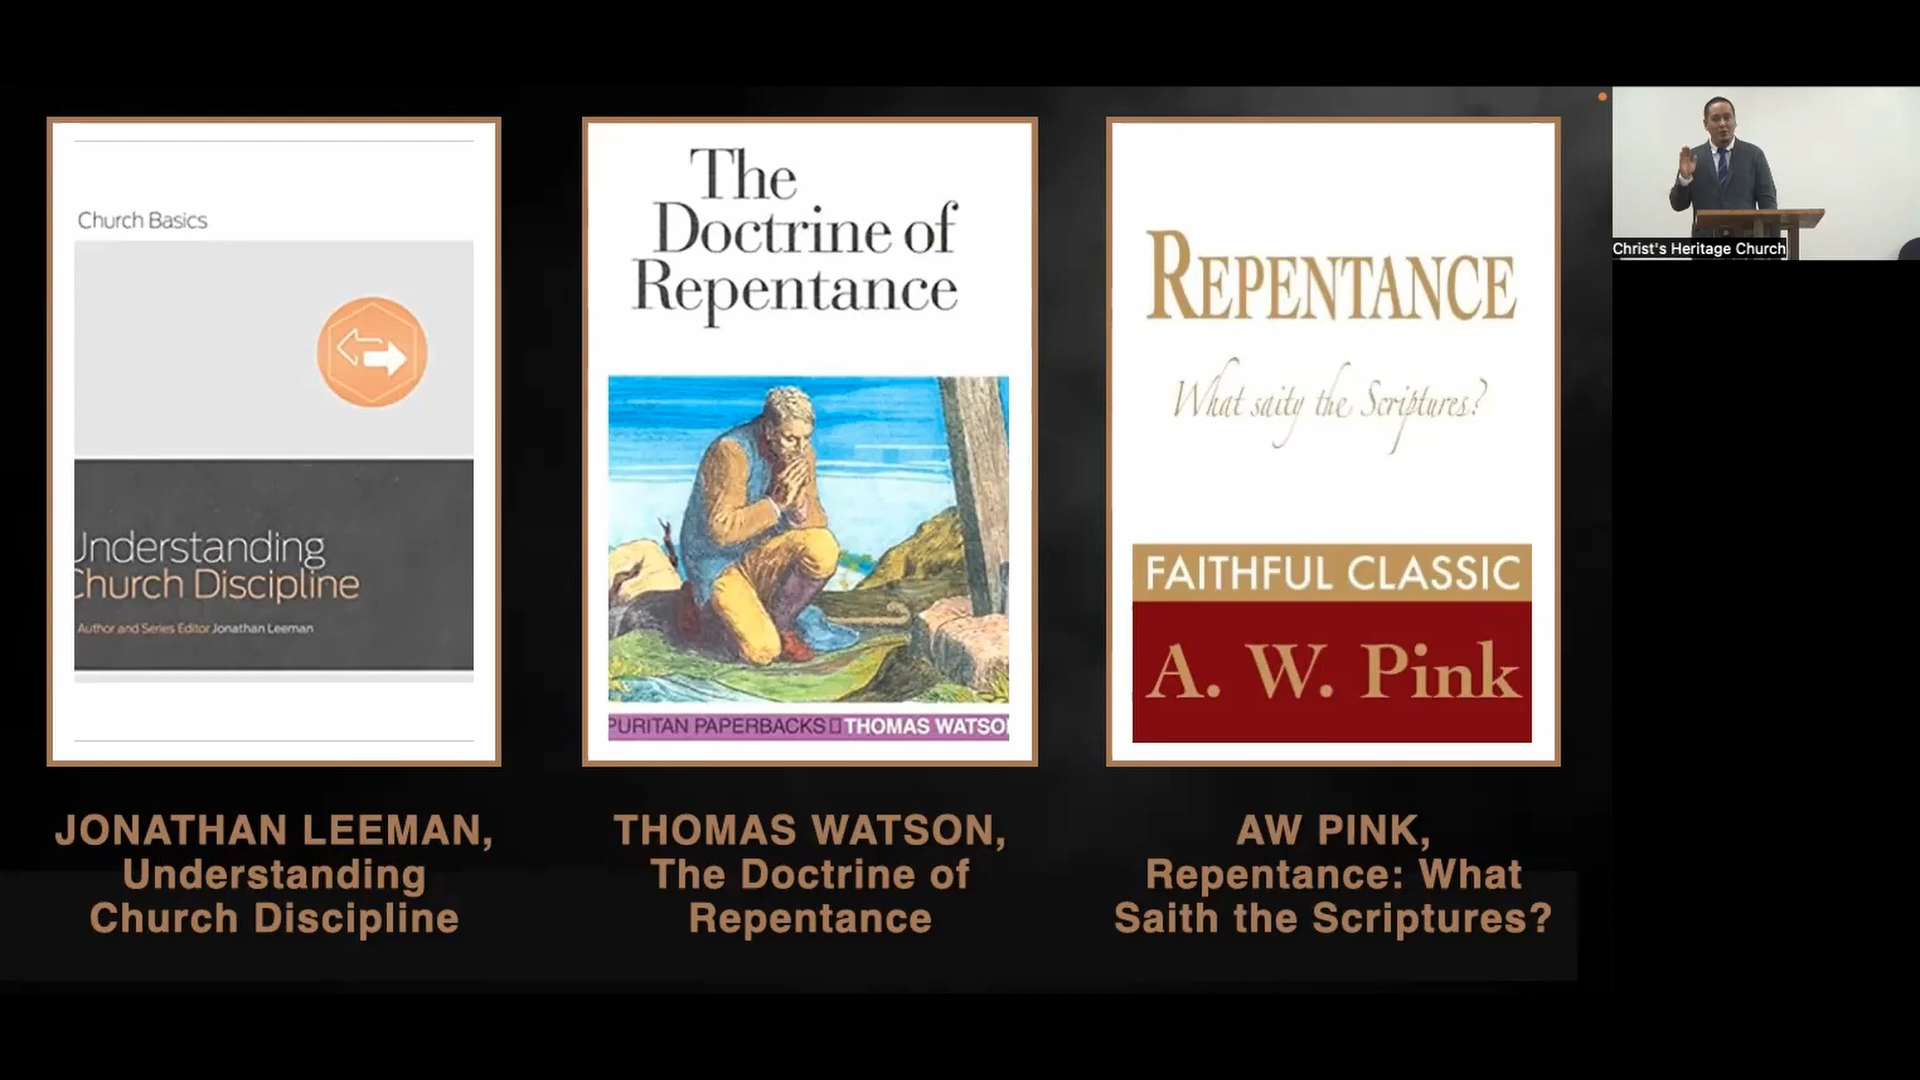 Church Basics
Understanding
Church Discipline
Author and Series Editor Jonathan Leeman
JONATHAN LEEMAN,
Understanding
Church Discipline
The
Doctrine of
Repentance
PURITAN PAPERBACKS THOMAS WATSON
THOMAS WATSON,
The Doctrine of
Repentance
REPENTANCE
What saity the Scriptures?
FAITHFUL CLASSIC
A. W. Pink
AW PINK,
Repentance: What
Saith the Scriptures?
Christ's Heritage Church